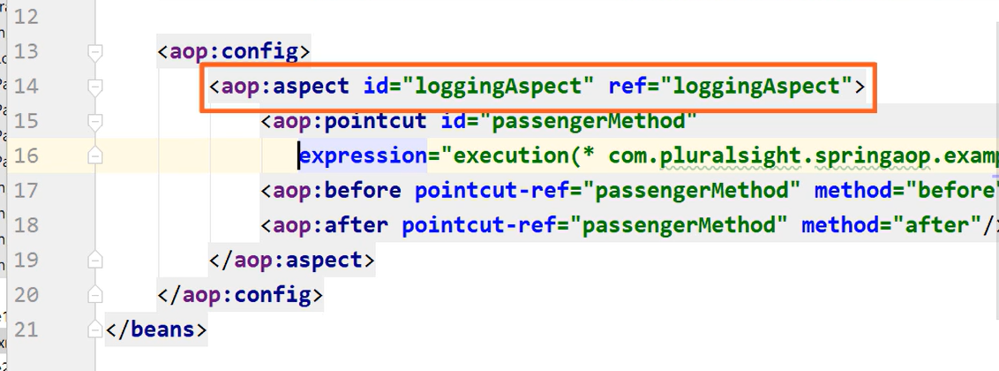 12
13 <aop:config>
14 <aop:aspect id="loggingAspect" ref="loggingAspect">
15 <aop:pointcut id="passengerMethod"
16 expression="execution(* com.pluralsight.springaop.examp
17 <aop:before pointcut-ref="passengerMethod" method="before"
18 <aop:after pointcut-ref="passengerMethod" method="after"/>
19 </aop:aspect>
20 </aop:config>
21 </beans>